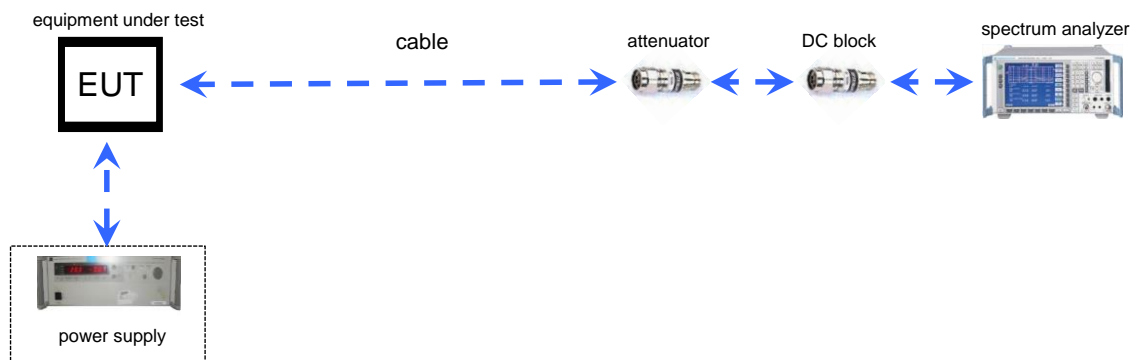 equipment under test
EUT
cable
attenuator
DC block
spectrum analyzer
power supply